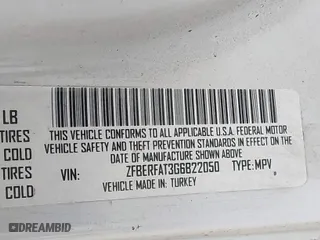 LB
TIRES
COLD
TIRES
COLD
THIS VEHICLE CONFORMS TO ALL APPLICABLE U.S.A. FEDERAL MOTOR
VEHICLE SAFETY AND THEFT PREVENTION STANDARDS IN EFFECT ON THE
DATE OF MANUFACTURE SHOWN ABOVE
VIN: ZFBERFAT3G6B22050 TYPE: MPV
VEHICLE MADE IN: TURKEY
© DREAMBID.COM